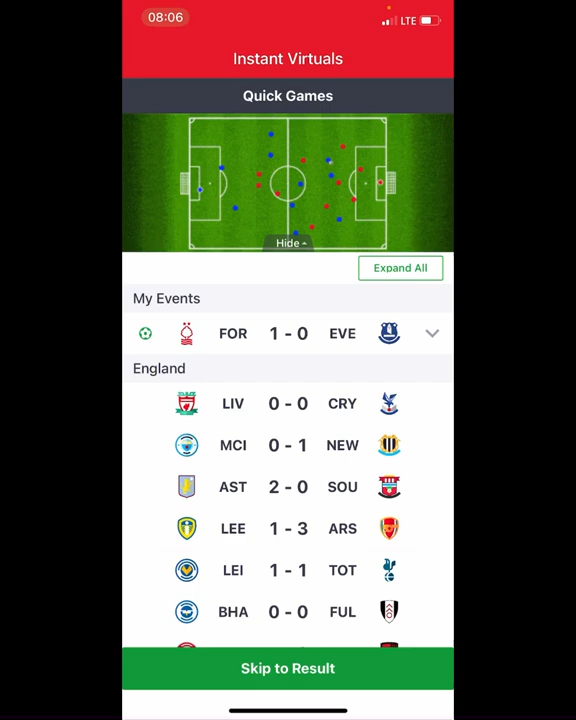 08:06 LTE
Instant Virtuals
Quick Games
Hide
Expand All
My Events
FOR 1 - 0 EVE
England
LIV 0 - 0 CRY
MCI 0 - 1 NEW
AST 2 - 0 SOU
LEE 1 - 3 ARS
LEI 1 - 1 TOT
BHA 0 - 0 FUL
Skip to Result